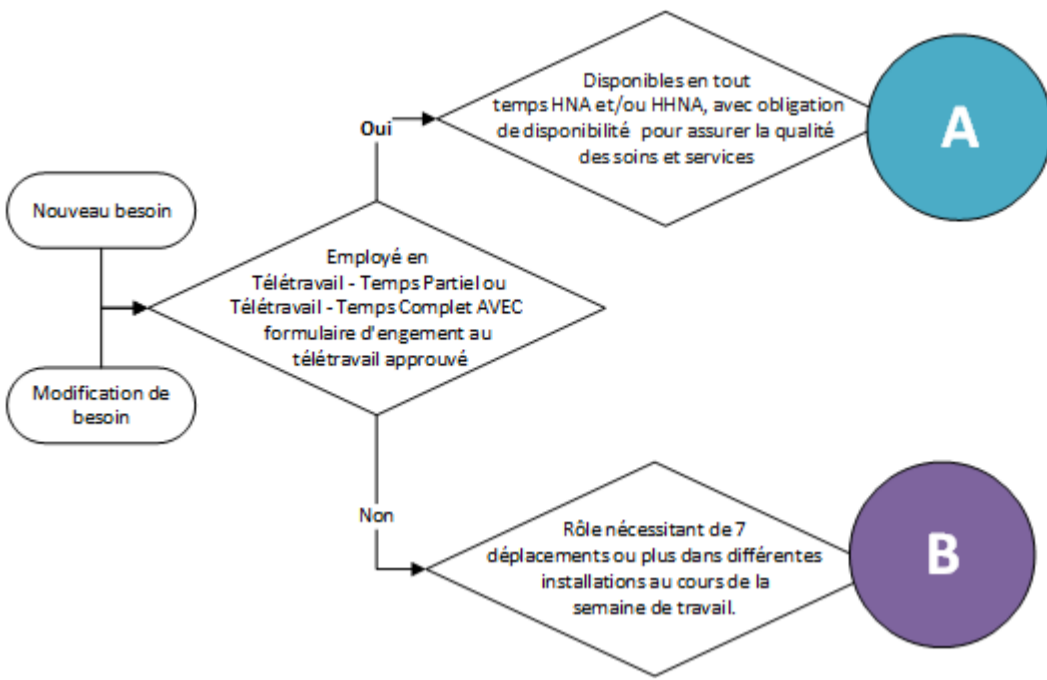 Disponibles en tout
temps HNA et/ou HHNA, avec obligation
de disponibilité pour assurer la qualité
des soins et services
A
Oui
Nouveau besoin
Employé en
Télétravail - Temps Partiel ou
Télétravail - Temps Complet AVEC
formulaire d'engement au
télétravail approuvé
Modification de
besoin
Non
Rôle nécessitant de 7
déplacements ou plus dans différentes
installations au cours de la
semaine de travail.
B